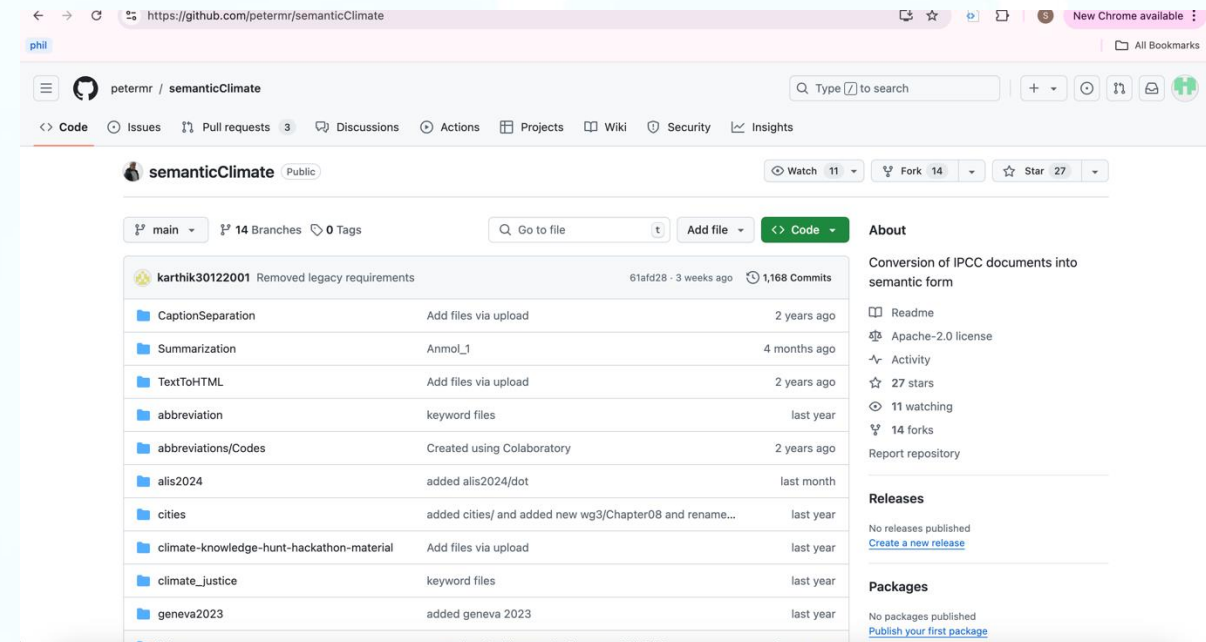 https://github.com/petermr/semanticClimate
S
New Chrome available
phil
All Bookmarks
petermr / semanticClimate
Type / to search
Code
Issues
Pull requests 3
Discussions
Actions
Projects
Wiki
Security
Insights
semanticClimate Public
Watch 11
Fork 14
Star 27
main
14 Branches
0 Tags
Go to file t
Add file
Code
karthik30122001 Removed legacy requirements 61afd28 · 3 weeks ago 1,168 Commits
CaptionSeparation Add files via upload 2 years ago
Summarization Anmol_1 4 months ago
TextToHTML Add files via upload 2 years ago
abbreviation keyword files last year
abbreviations/Codes Created using Colaboratory 2 years ago
alis2024 added alis2024/dot last month
cities added cities/ and added new wg3/Chapter08 and rename... last year
climate-knowledge-hunt-hackathon-material Add files via upload last year
climate_justice keyword files last year
geneva2023 added geneva 2023 last year
About
Conversion of IPCC documents into
semantic form
Readme
Apache-2.0 license
Activity
27 stars
11 watching
14 forks
Report repository
Releases
No releases published
Create a new release
Packages
No packages published
Publish your first package